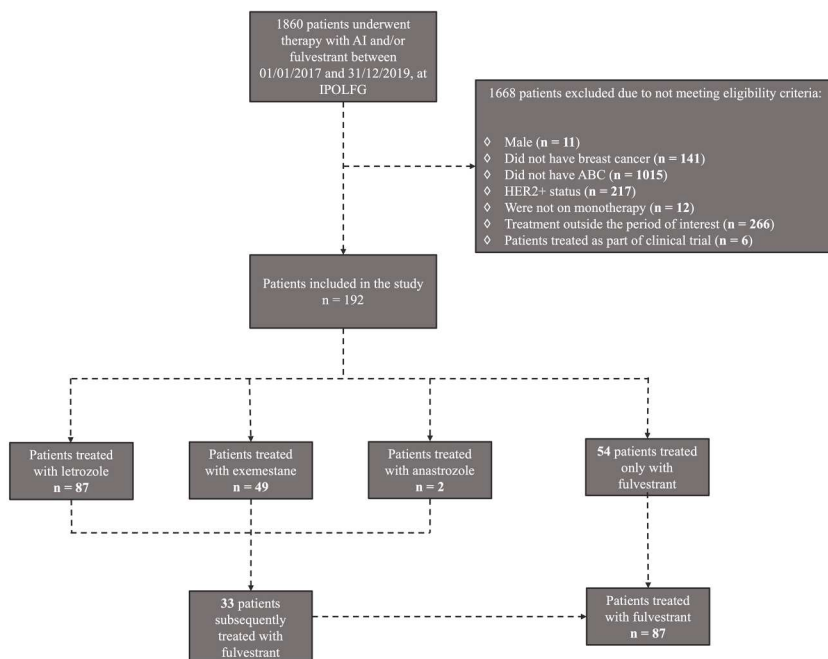 1860 patients underwent
therapy with AI and/or
fulvestrant between
01/01/2017 and 31/12/2019, at
IPOLFG
1668 patients excluded due to not meeting eligibility criteria:
◊ Male (n = 11)
◊ Did not have breast cancer (n = 141)
◊ Did not have ABC (n = 1015)
◊ HER2+ status (n = 217)
◊ Were not on monotherapy (n = 12)
◊ Treatment outside the period of interest (n = 266)
◊ Patients treated as part of clinical trial (n = 6)
Patients included in the study
n = 192
Patients treated
with letrozole
n = 87
Patients treated
with exemestane
n = 49
Patients treated
with anastrozole
n = 2
54 patients treated
only with
fulvestrant
33 patients
subsequently
treated with
fulvestrant
Patients treated
with fulvestrant
n = 87